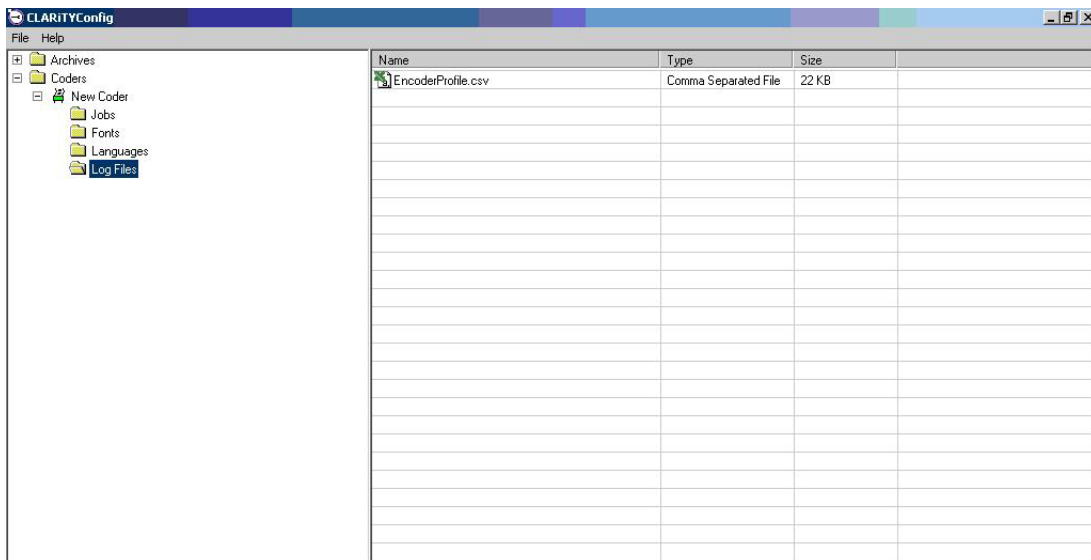 CLARiTYConfig
File Help
Archives
Coders
New Coder
Jobs
Fonts
Languages
Log Files
Name Type Size
EncoderProfile.csv Comma Separated File 22 KB